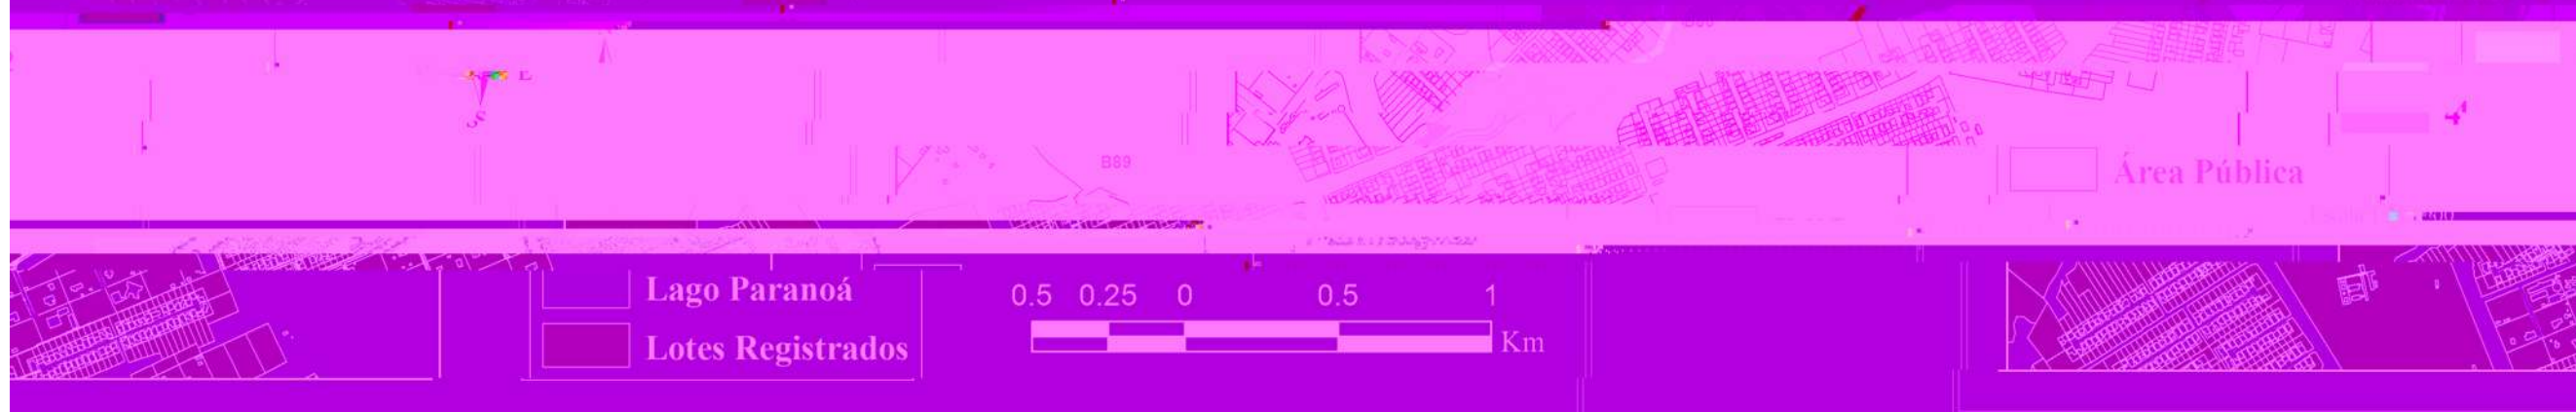 E
S
B89
Área Pública
Lago Paranoá
0.5 0.25 0 0.5 1
Km
Lotes Registrados